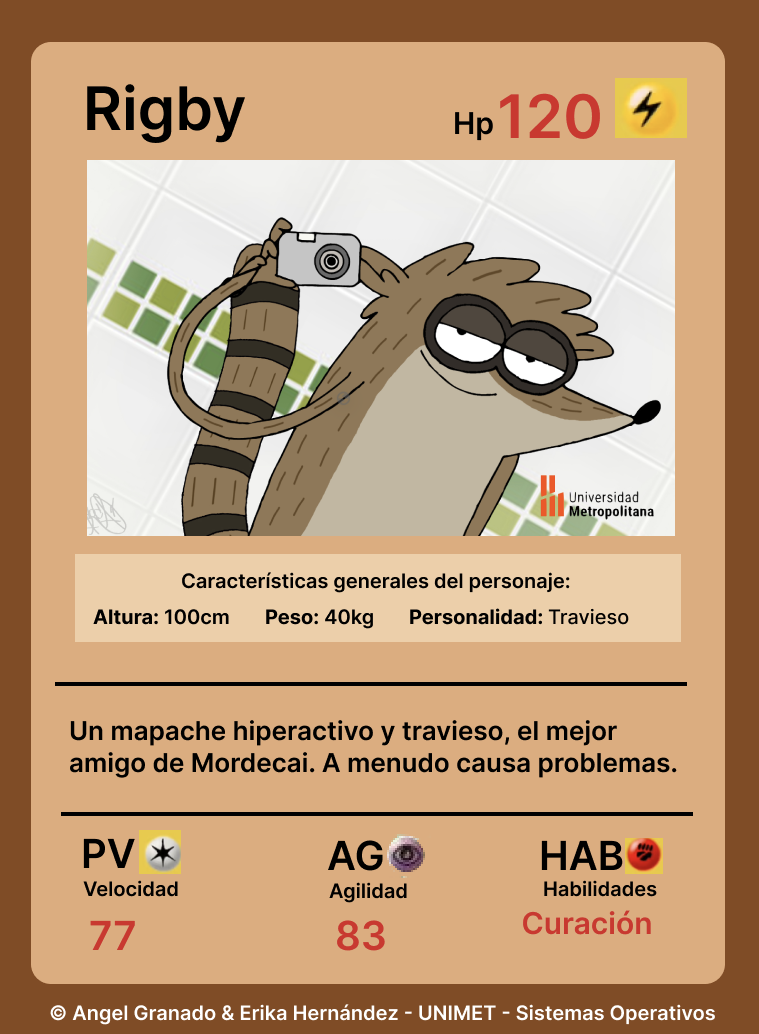 Rigby
Hp 120
Universidad
Metropolitana
Características generales del personaje:
Altura: 100cm Peso: 40kg Personalidad: Travieso
Un mapache hiperactivo y travieso, el mejor
amigo de Mordecai. A menudo causa problemas.
PV AG HAB
Velocidad Agilidad Habilidades
77 83 Curación
© Angel Granado & Erika Hernández - UNIMET - Sistemas Operativos